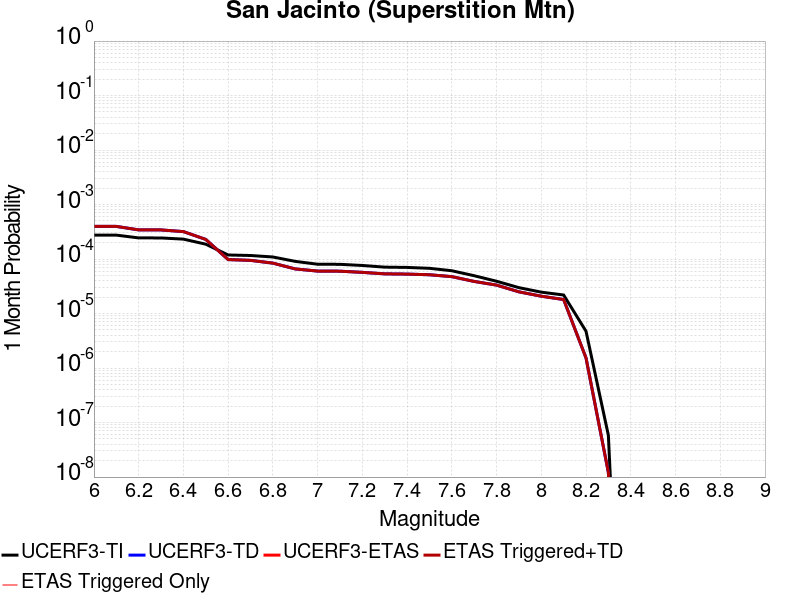 San Jacinto (Superstition Mtn)
10^0
10^-1
10^-2
10^-3
10^-4
10^-5
10^-6
10^-7
10^-8
1 Month Probability
6 6.2 6.4 6.6 6.8 7 7.2 7.4 7.6 7.8 8 8.2 8.4 8.6 8.8 9
Magnitude
UCERF3-TI UCERF3-TD UCERF3-ETAS ETAS Triggered+TD
ETAS Triggered Only